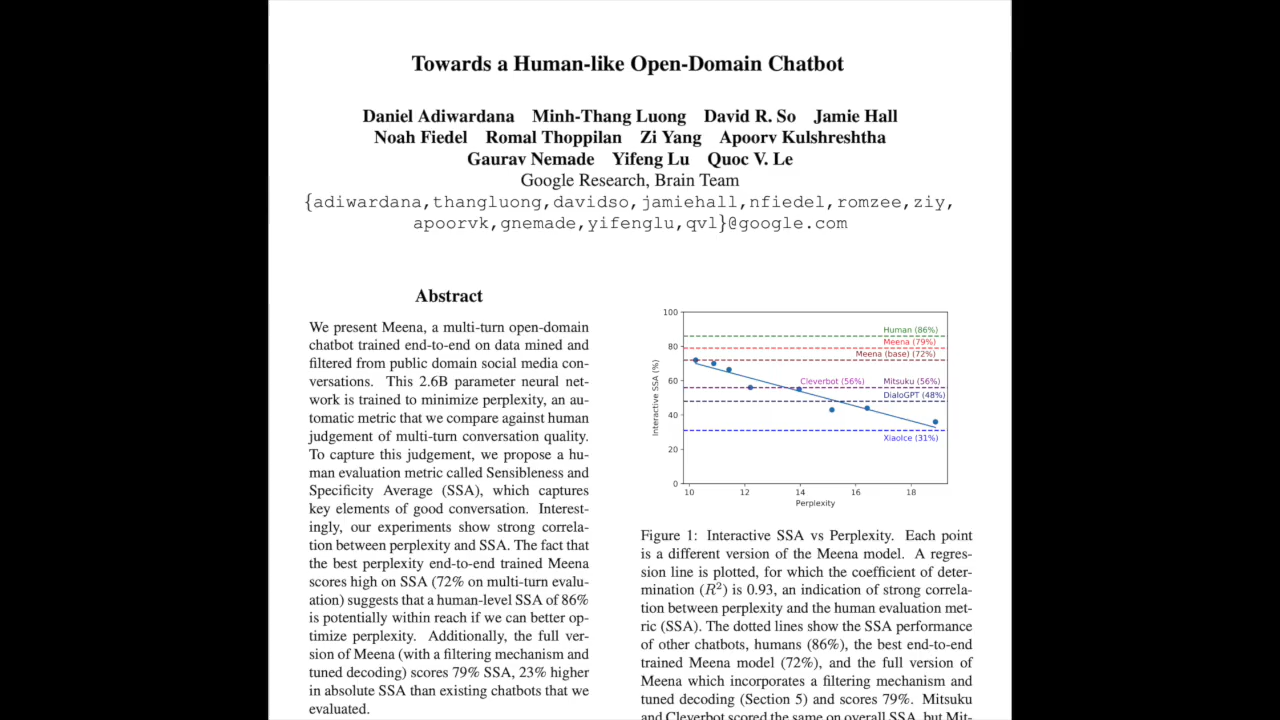 Towards a Human-like Open-Domain Chatbot
Daniel Adiwardana Minh-Thang Luong David R. So Jamie Hall
Noah Fiedel Romal Thoppilan Zi Yang Apoorv Kulshreshtha
Gaurav Nemade Yifeng Lu Quoc V. Le
Google Research, Brain Team
{adiwardana,thangluong,davidso,jamiehall,nfiedel,romzee,ziy,
apoorvk,gnemade,yifenglu,qvl}@google.com
Abstract
We present Meena, a multi-turn open-domain
chatbot trained end-to-end on data mined and
filtered from public domain social media con-
versations. This 2.6B parameter neural net-
work is trained to minimize perplexity, an au-
tomatic metric that we compare against human
judgement of multi-turn conversation quality.
To capture this judgement, we propose a hu-
man evaluation metric called Sensibleness and
Specificity Average (SSA), which captures
key elements of good conversation. Interest-
ingly, our experiments show strong correla-
tion between perplexity and SSA. The fact that
the best perplexity end-to-end trained Meena
scores high on SSA (72% on multi-turn evalu-
ation) suggests that a human-level SSA of 86%
is potentially within reach if we can better op-
timize perplexity. Additionally, the full ver-
sion of Meena (with a filtering mechanism and
tuned decoding) scores 79% SSA, 23% higher
in absolute SSA than existing chatbots that we
evaluated.
100
80
60
40
20
0
Interactive SSA (%)
Human (86%)
Meena (79%)
Meena (base) (72%)
Cleverbot (56%) Mitsuku (56%)
DialoGPT (48%)
XiaoIce (31%)
10 12 14 16 18
Perplexity
Figure 1: Interactive SSA vs Perplexity. Each point
is a different version of the Meena model. A regres-
sion line is plotted, for which the coefficient of deter-
mination (R²) is 0.93, an indication of strong correla-
tion between perplexity and the human evaluation met-
ric (SSA). The dotted lines show the SSA performance
of other chatbots, humans (86%), the best end-to-end
trained Meena model (72%), and the full version of
Meena which incorporates a filtering mechanism and
tuned decoding (Section 5) and scores 79%. Mitsuku
and Cleverbot scored the same on overall SSA, but Mit-